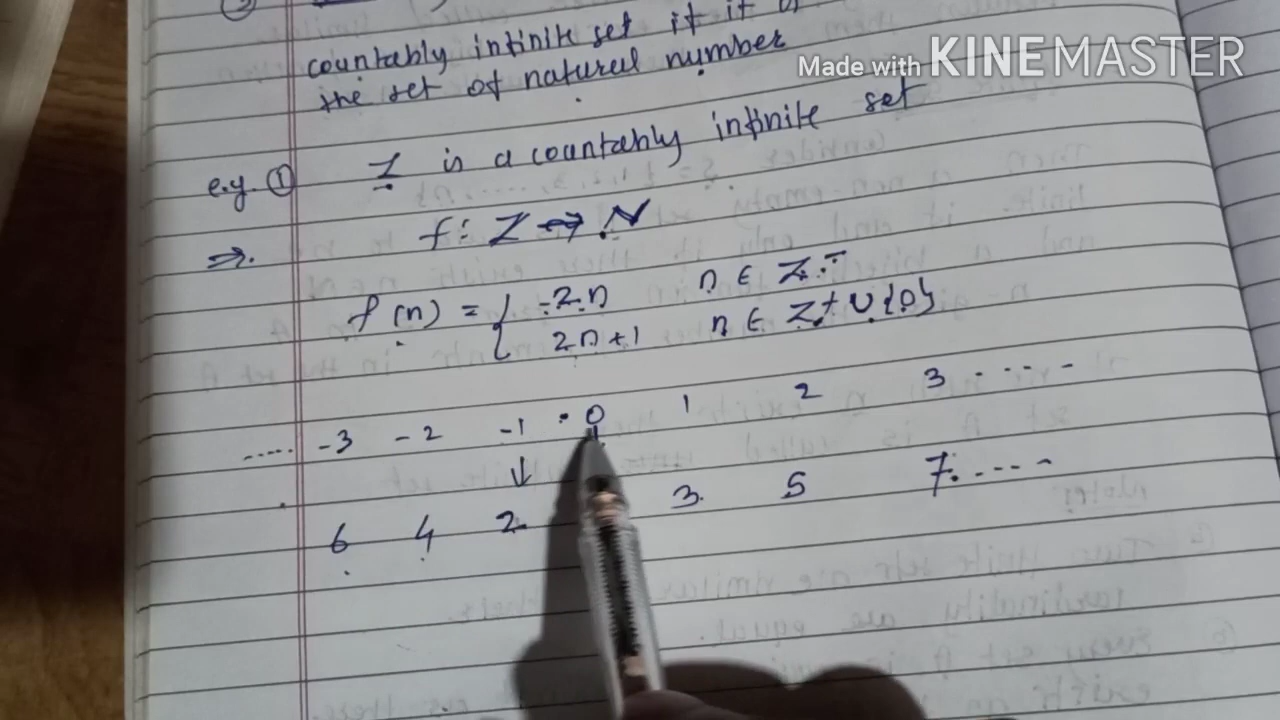 ②
countably infinite set if it
Made with KINEMASTER
the set of natural number
e.g. ① Z is a countably infinite set
⇒. f: Z ↔ N
f(n) = { -2n n ∈ Z⁻
2n+1 n ∈ Z⁺ ∪ {0}
..... -3 -2 -1 0 1 2 3 .....
↓
6 4 2 3 5 7 .....